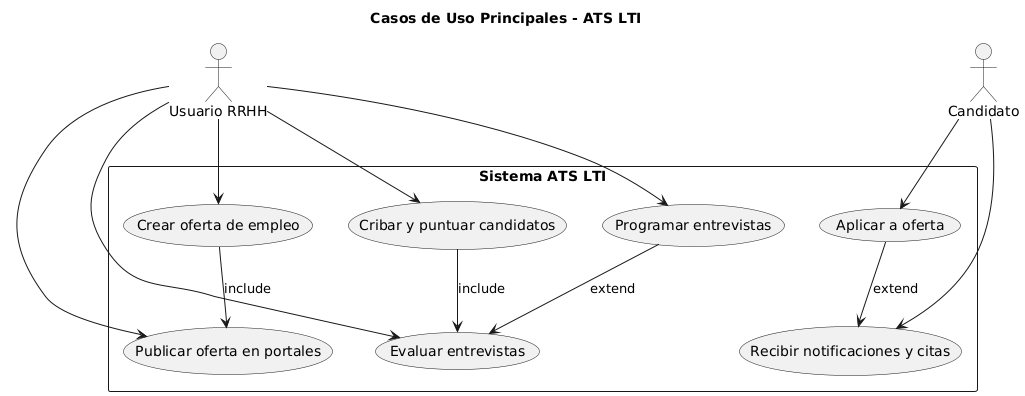 Casos de Uso Principales - ATS LTI
Usuario RRHH
Candidato
Sistema ATS LTI
Crear oferta de empleo
Cribar y puntuar candidatos
Programar entrevistas
Aplicar a oferta
include
include
extend
extend
Publicar oferta en portales
Evaluar entrevistas
Recibir notificaciones y citas